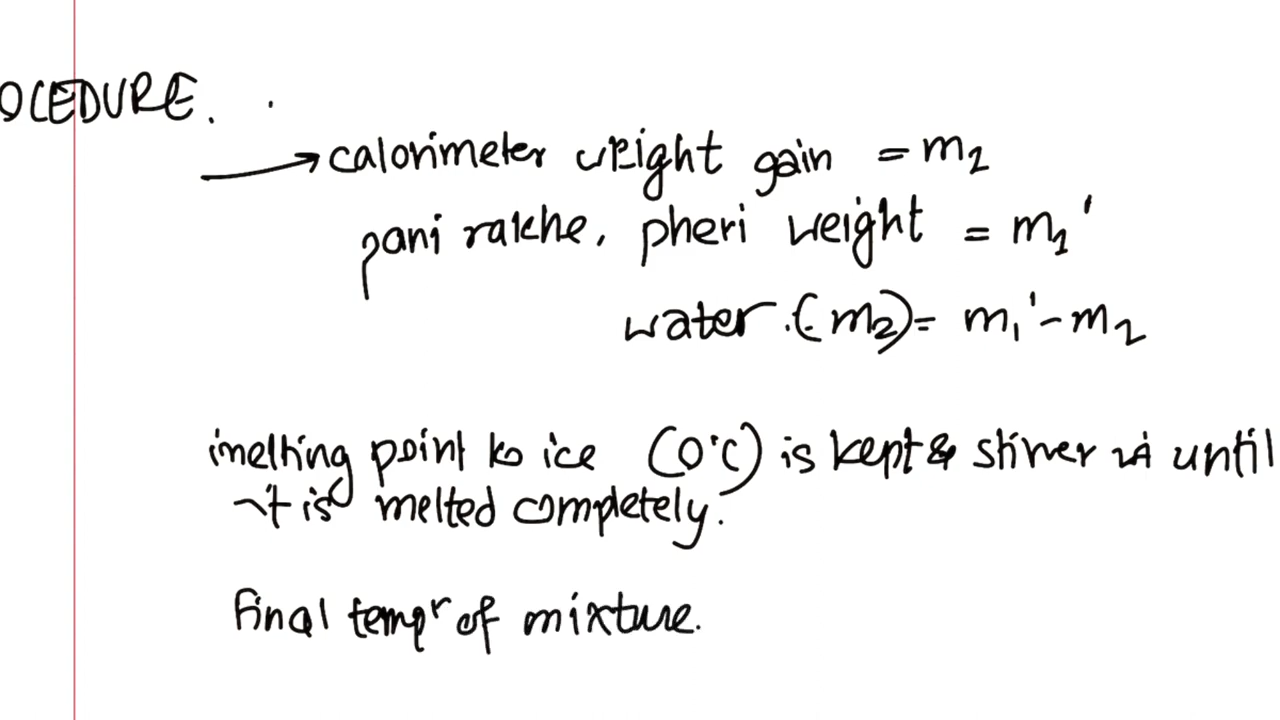 OCEDURE.
→ calorimeter weight gain = m2
pani rakhe, pheri weight = m1'
water (m2) = m1' - m2
melting point ko ice (0°C) is kept & stirrer until
it is melted completely.
Final tempr of mixture.